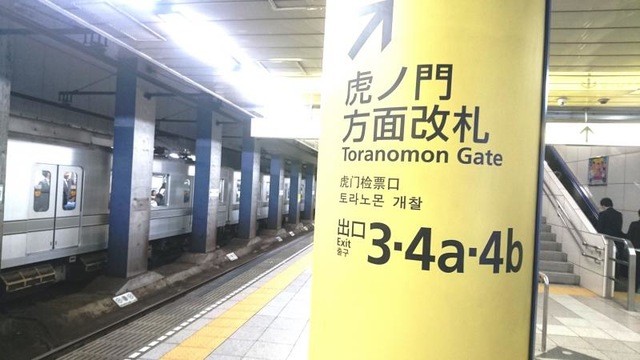 虎ノ門
方面改札
Toranomon Gate
虎门检票口
토라노몬 개찰
出口 3·4a·4b
Exit
출구